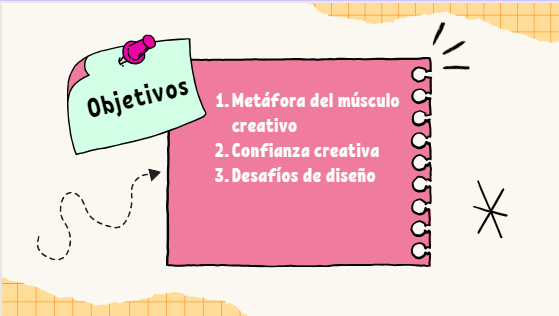 Objetivos
1. Metáfora del músculo
creativo
2. Confianza creativa
3. Desafíos de diseño